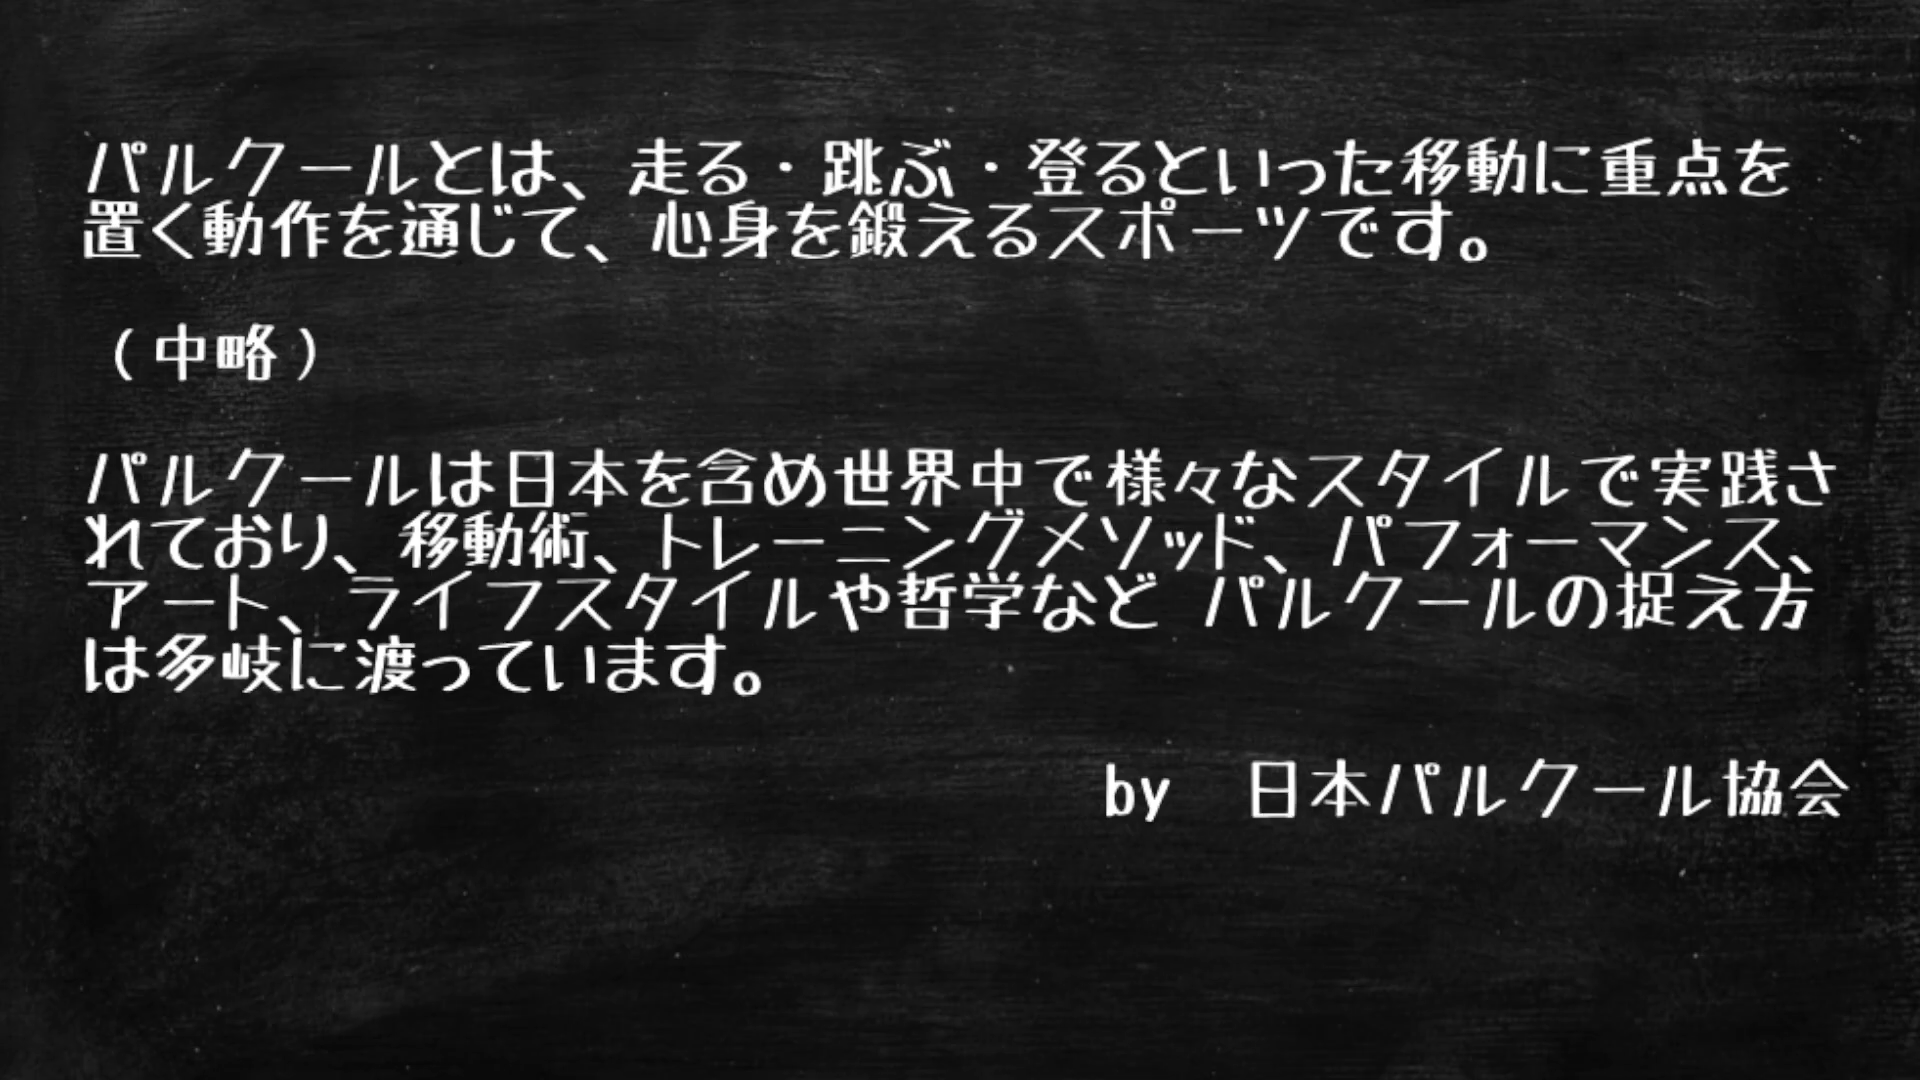 パルクールとは、走る・跳ぶ・登るといった移動に重点を
置く動作を通じて、心身を鍛えるスポーツです。
（中略）
パルクールは日本を含め世界中で様々なスタイルで実践さ
れており、移動術、トレーニングメソッド、パフォーマンス、
アート、ライフスタイルや哲学など パルクールの捉え方
は多岐に渡っています。
by　日本パルクール協会